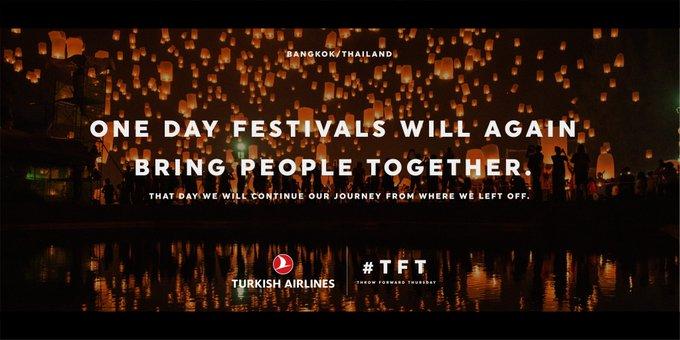 BANGKOK/THAILAND
ONE DAY FESTIVALS WILL AGAIN
BRING PEOPLE TOGETHER.
THAT DAY WE WILL CONTINUE OUR JOURNEY FROM WHERE WE LEFT OFF.
TURKISH AIRLINES
#TFT
THROW FORWARD THURSDAY